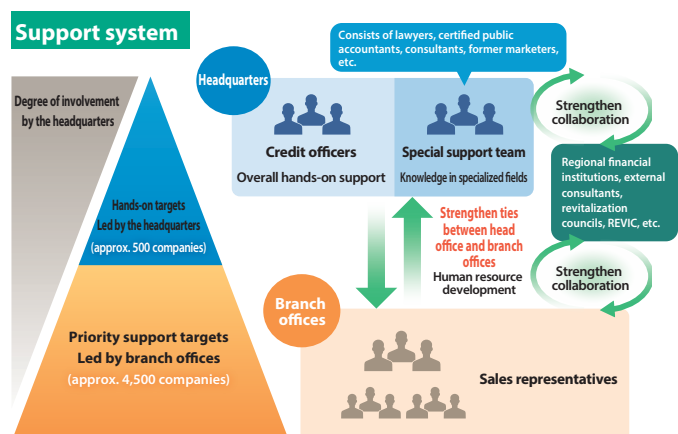 Support system
Consists of lawyers, certified public
accountants, consultants, former marketers,
etc.
Headquarters
Degree of involvement
by the headquarters
Credit officers
Overall hands-on support
Special support team
Knowledge in specialized fields
Strengthen
collaboration
Regional financial
institutions, external
consultants,
revitalization
councils, REVIC, etc.
Hands-on targets
Led by the headquarters
(approx. 500 companies)
Strengthen ties
between head
office and branch
offices
Human resource
development
Strengthen
collaboration
Branch
offices
Priority support targets
Led by branch offices
(approx. 4,500 companies)
Sales representatives